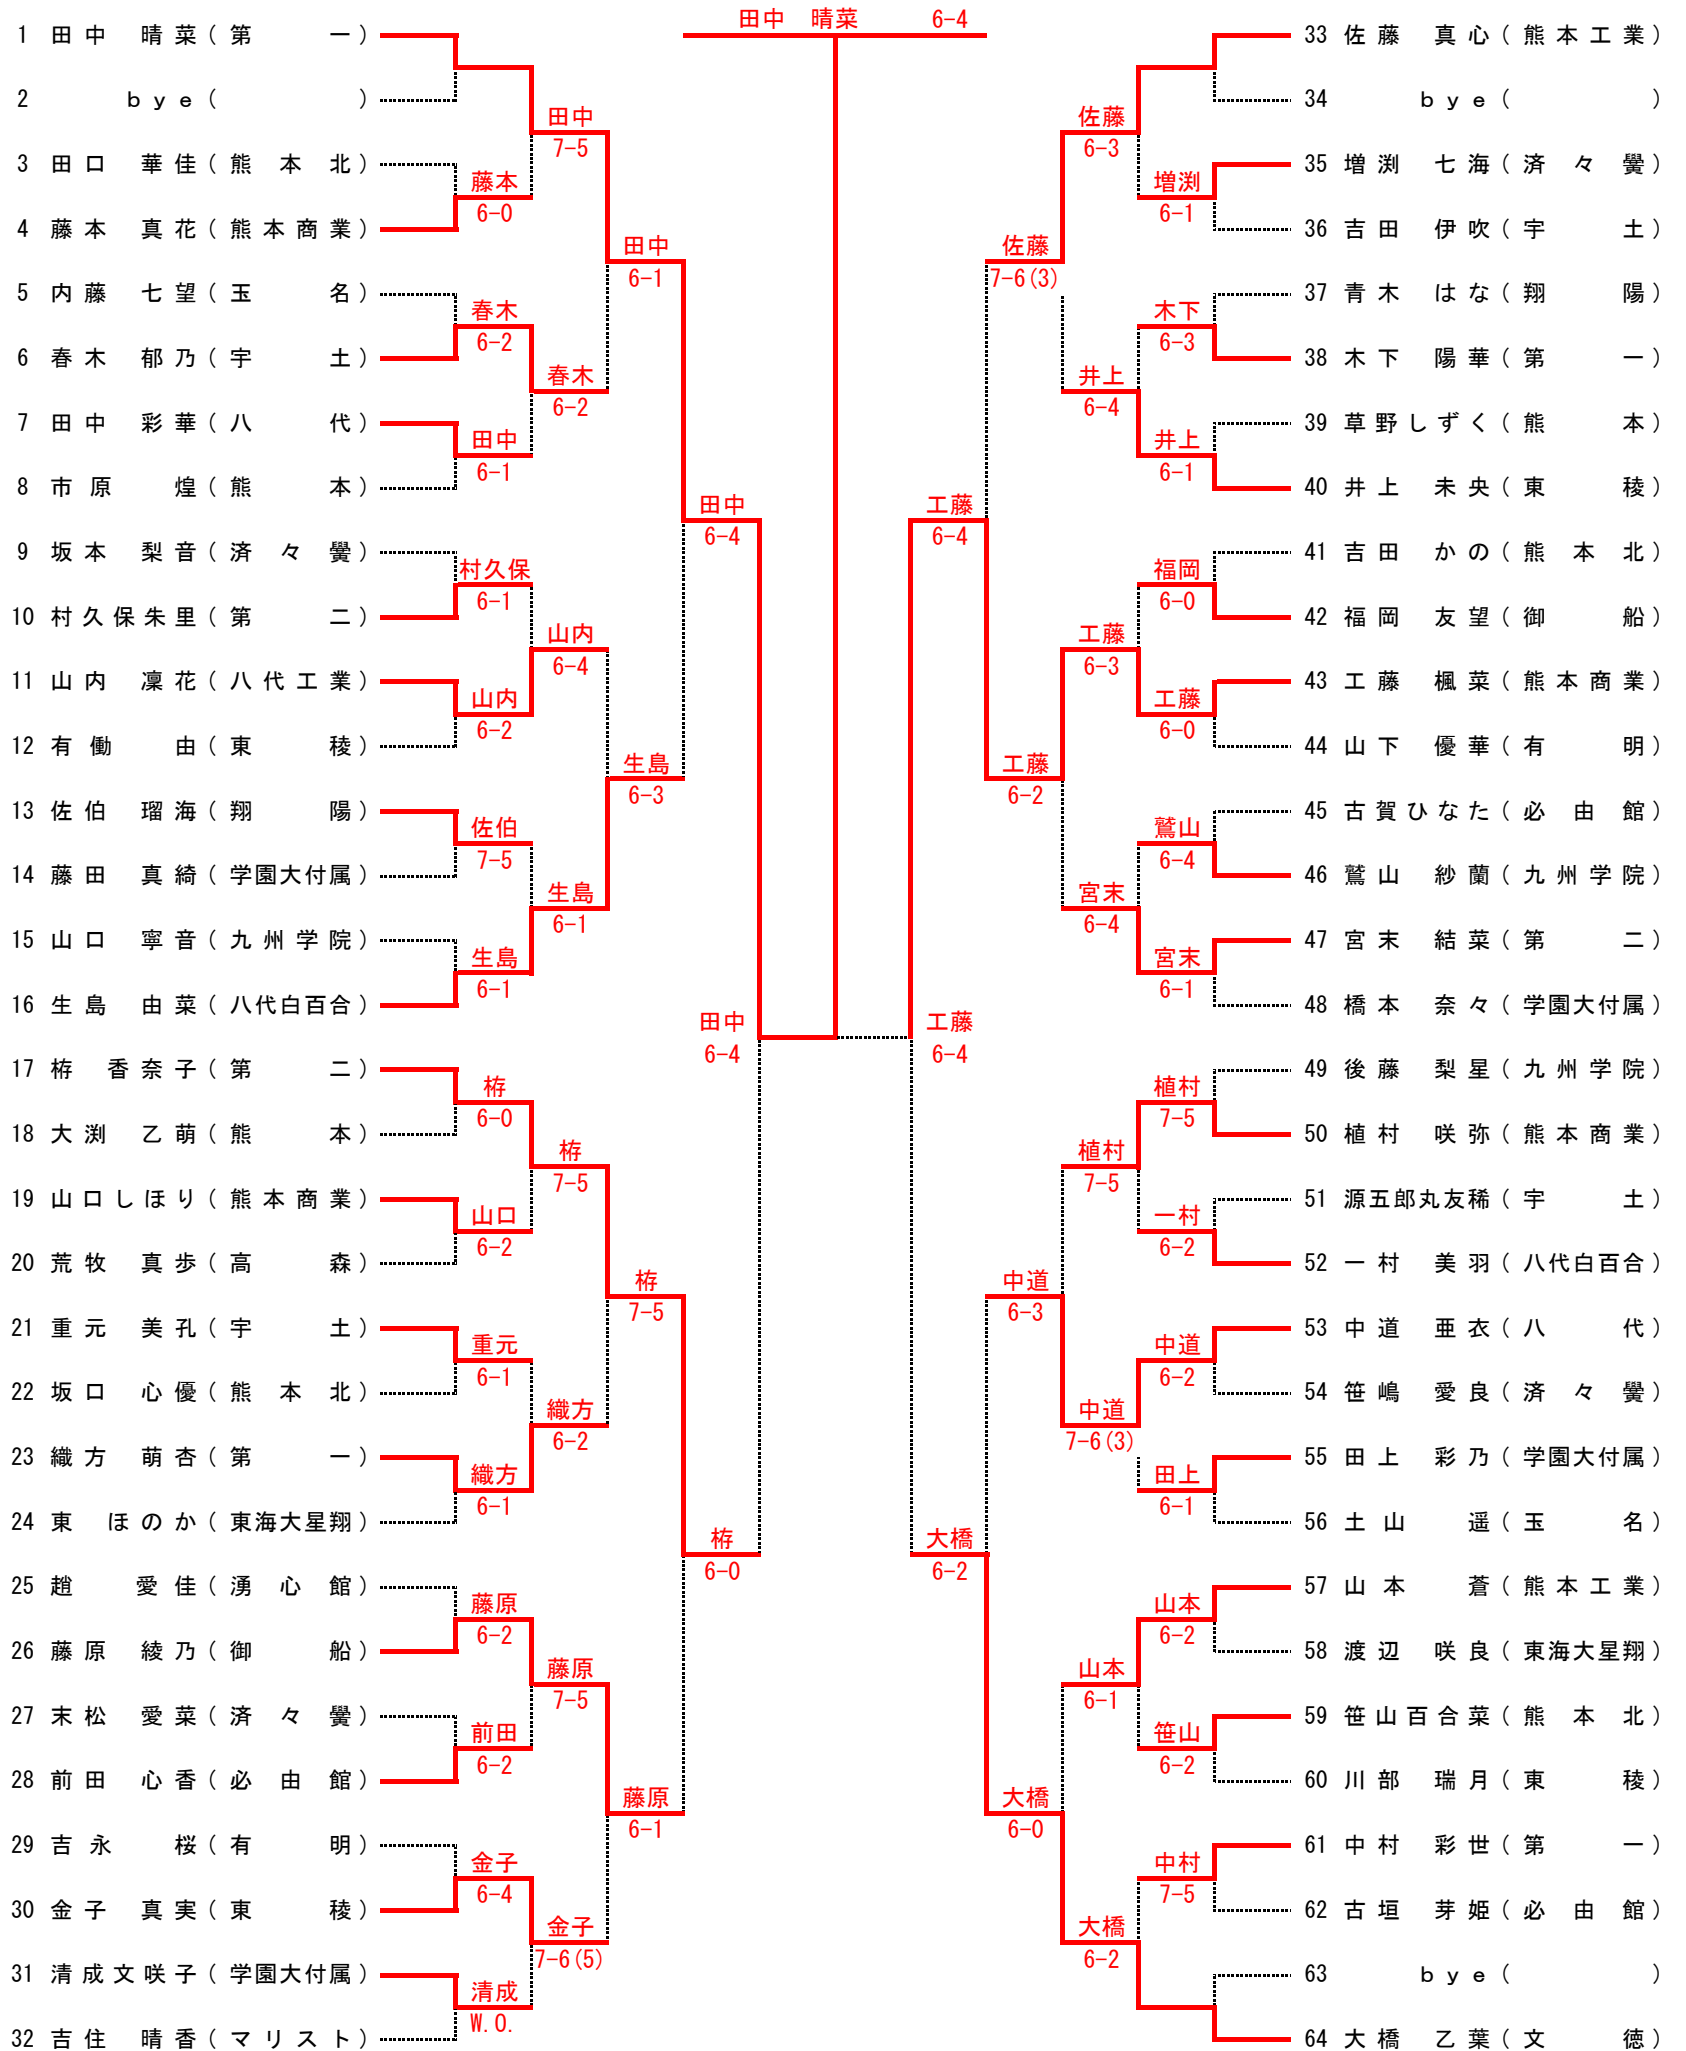 田中 晴菜 6-4
1 田中 晴菜 ( 第一 )
2 bye ( )
3 田口 華佳 ( 熊本北 )
4 藤本 真花 ( 熊本商業 )
5 内藤 七望 ( 玉名 )
6 春木 郁乃 ( 宇土 )
7 田中 彩華 ( 八代 )
8 市原 煌 ( 熊本 )
9 坂本 梨音 ( 済々黌 )
10 村久保朱里 ( 第二 )
11 山内 凜花 ( 八代工業 )
12 有働 由 ( 東稜 )
13 佐伯 瑠海 ( 翔陽 )
14 藤田 真綺 ( 学園大付属 )
15 山口 寧音 ( 九州学院 )
16 生島 由菜 ( 八代白百合 )
17 栫 香奈子 ( 第二 )
18 大渕 乙萌 ( 熊本 )
19 山口しほり ( 熊本商業 )
20 荒牧 真歩 ( 高森 )
21 重元 美孔 ( 宇土 )
22 坂口 心優 ( 熊本北 )
23 織方 萌杏 ( 第一 )
24 東 ほのか ( 東海大星翔 )
25 趙 愛佳 ( 湧心館 )
26 藤原 綾乃 ( 御船 )
27 末松 愛菜 ( 済々黌 )
28 前田 心香 ( 必由館 )
29 吉永 桜 ( 有明 )
30 金子 真実 ( 東稜 )
31 清成文咲子 ( 学園大付属 )
32 吉住 晴香 ( マリスト )
藤本
6-0
春木
6-2
田中
6-1
村久保
6-1
山内
6-2
佐伯
7-5
生島
6-1
栫
6-0
山口
6-2
重元
6-1
織方
6-1
藤原
6-2
前田
6-2
金子
6-4
清成
W.O.
田中
7-5
春木
6-2
山内
6-4
生島
6-1
栫
7-5
織方
6-2
藤原
7-5
金子
7-6(5)
田中
6-1
生島
6-3
栫
7-5
藤原
6-1
田中
6-4
栫
6-0
田中
6-4
工藤
6-4
工藤
6-4
大橋
6-2
佐藤
7-6(3)
工藤
6-2
中道
6-3
大橋
6-0
佐藤
6-3
井上
6-4
工藤
6-3
宮末
6-4
植村
7-5
中道
7-6(3)
山本
6-1
大橋
6-2
増渕
6-1
木下
6-3
井上
6-1
福岡
6-0
工藤
6-0
鷲山
6-4
宮末
6-1
植村
7-5
一村
6-2
中道
6-2
田上
6-1
山本
6-2
笹山
6-2
中村
7-5
33 佐藤 真心 ( 熊本工業 )
34 bye ( )
35 増渕 七海 ( 済々黌 )
36 吉田 伊吹 ( 宇土 )
37 青木 はな ( 翔陽 )
38 木下 陽華 ( 第一 )
39 草野しずく ( 熊本 )
40 井上 未央 ( 東稜 )
41 吉田 かの ( 熊本北 )
42 福岡 友望 ( 御船 )
43 工藤 楓菜 ( 熊本商業 )
44 山下 優華 ( 有明 )
45 古賀ひなた ( 必由館 )
46 鷲山 紗蘭 ( 九州学院 )
47 宮末 結菜 ( 第二 )
48 橋本 奈々 ( 学園大付属 )
49 後藤 梨星 ( 九州学院 )
50 植村 咲弥 ( 熊本商業 )
51 源五郎丸友稀 ( 宇土 )
52 一村 美羽 ( 八代白百合 )
53 中道 亜衣 ( 八代 )
54 笹嶋 愛良 ( 済々黌 )
55 田上 彩乃 ( 学園大付属 )
56 土山 遥 ( 玉名 )
57 山本 蒼 ( 熊本工業 )
58 渡辺 咲良 ( 東海大星翔 )
59 笹山百合菜 ( 熊本北 )
60 川部 瑞月 ( 東稜 )
61 中村 彩世 ( 第一 )
62 古垣 芽姫 ( 必由館 )
63 bye ( )
64 大橋 乙葉 ( 文徳 )